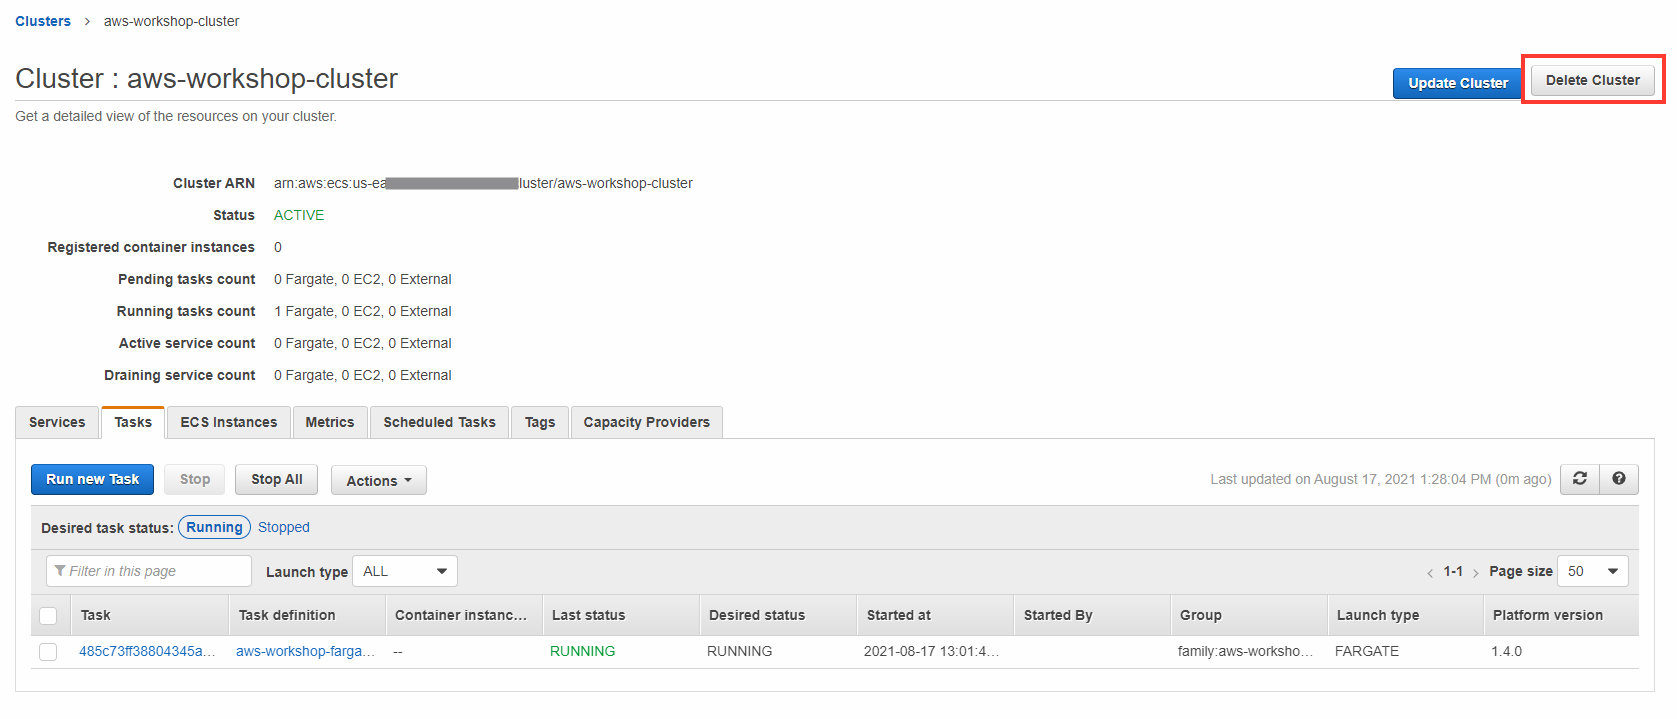 Clusters > aws-workshop-cluster
Cluster : aws-workshop-cluster
Update Cluster Delete Cluster
Get a detailed view of the resources on your cluster.
Cluster ARN arn:aws:ecs:us-ea luster/aws-workshop-cluster
Status ACTIVE
Registered container instances 0
Pending tasks count 0 Fargate, 0 EC2, 0 External
Running tasks count 1 Fargate, 0 EC2, 0 External
Active service count 0 Fargate, 0 EC2, 0 External
Draining service count 0 Fargate, 0 EC2, 0 External
Services Tasks ECS Instances Metrics Scheduled Tasks Tags Capacity Providers
Run new Task Stop Stop All Actions Last updated on August 17, 2021 1:28:04 PM (0m ago)
Desired task status: Running Stopped
Filter in this page Launch type ALL < 1-1 > Page size 50
Task Task definition Container instanc... Last status Desired status Started at Started By Group Launch type Platform version
485c73ff38804345a... aws-workshop-farga... -- RUNNING RUNNING 2021-08-17 13:01:4... family:aws-worksho... FARGATE 1.4.0